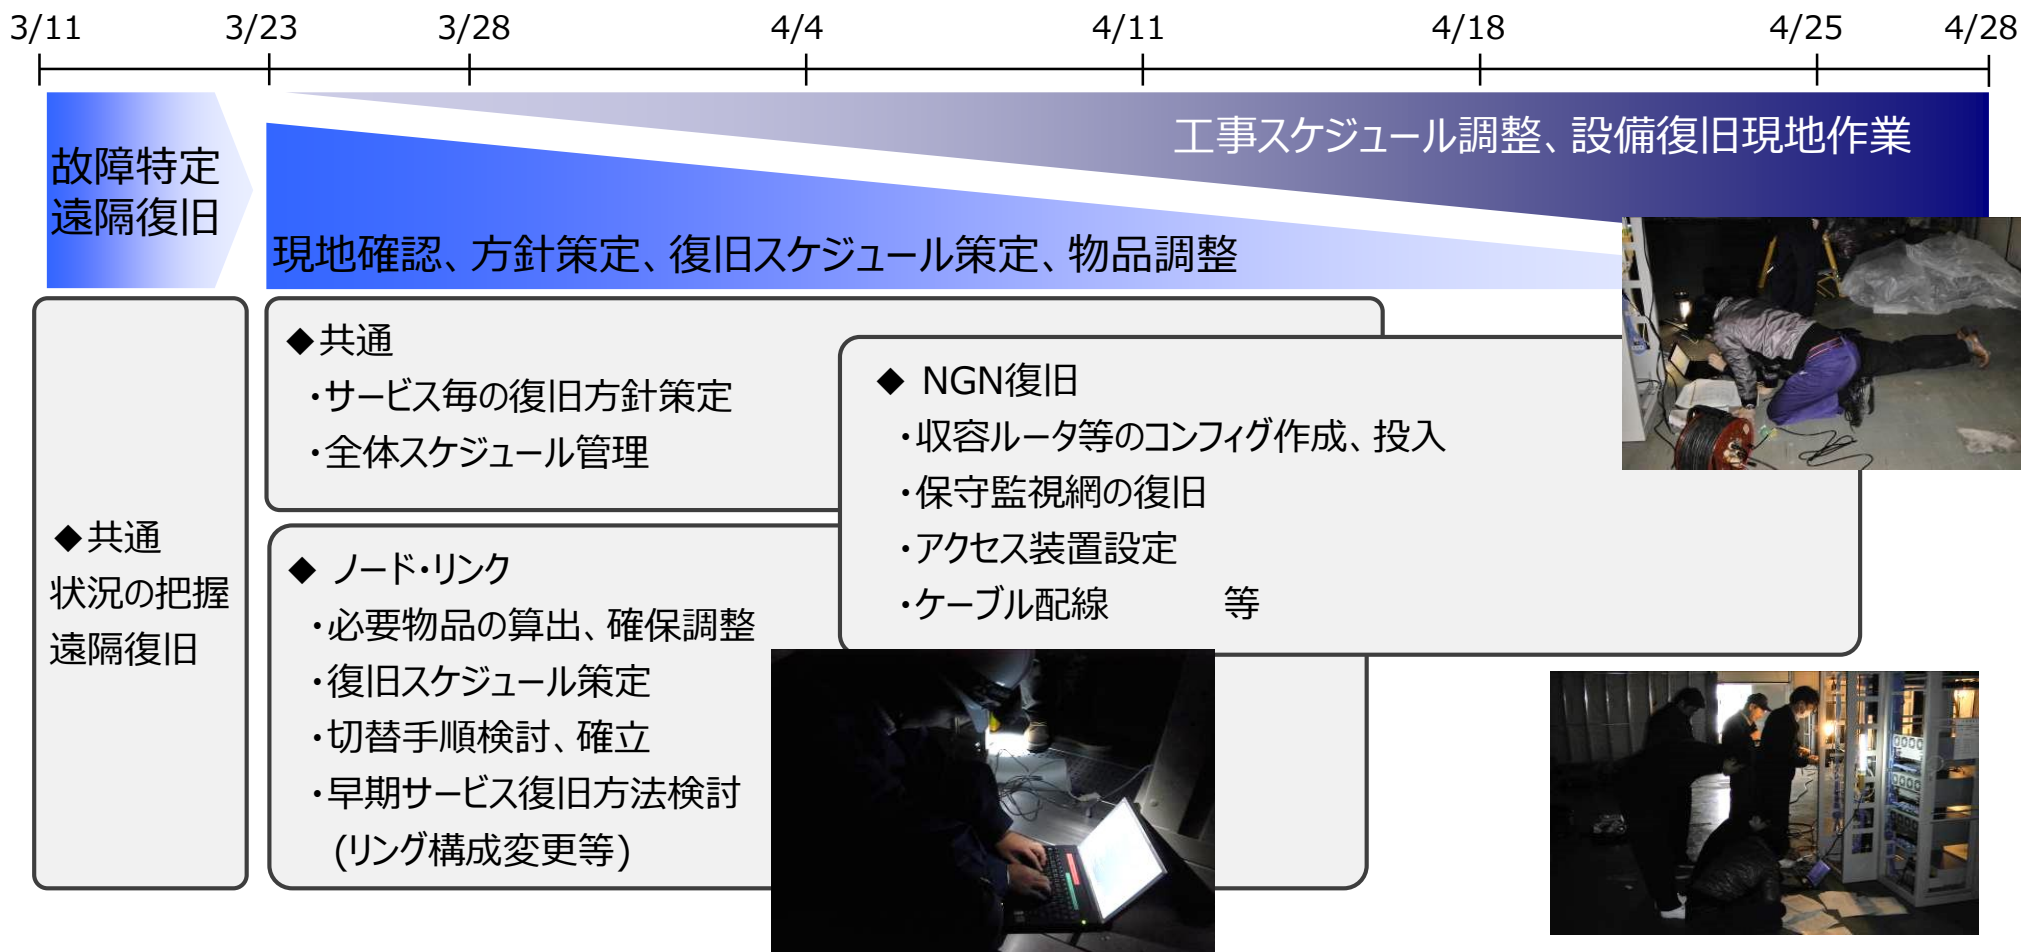 3/11 3/23 3/28 4/4 4/11 4/18 4/25 4/28
工事スケジュール調整、設備復旧現地作業
故障特定
遠隔復旧
現地確認、方針策定、復旧スケジュール策定、物品調整
◆共通
状況の把握
遠隔復旧
◆共通
・サービス毎の復旧方針策定
・全体スケジュール管理
◆ ノード・リンク
・必要物品の算出、確保調整
・復旧スケジュール策定
・切替手順検討、確立
・早期サービス復旧方法検討
(リング構成変更等)
◆ NGN復旧
・収容ルータ等のコンフィグ作成、投入
・保守監視網の復旧
・アクセス装置設定
・ケーブル配線 等